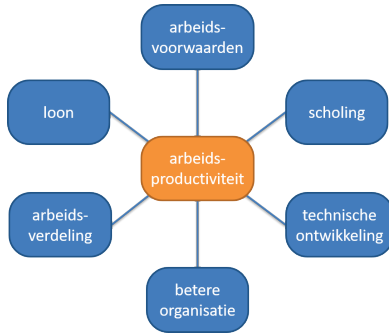 arbeids-
voorwaarden
loon
scholing
arbeids-
productiviteit
arbeids-
verdeling
technische
ontwikkeling
betere
organisatie